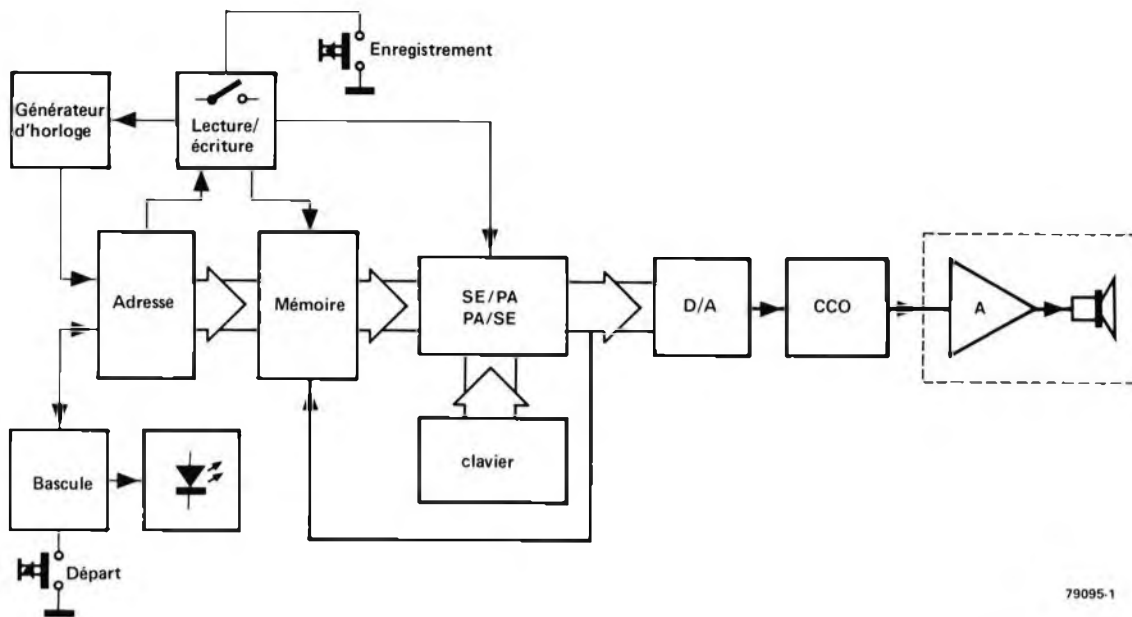 Enregistrement
Générateur
d'horloge
Lecture/
écriture
Adresse
Mémoire
SE/PA
PA/SE
D/A
CCO
A
clavier
Bascule
Départ
79095-1